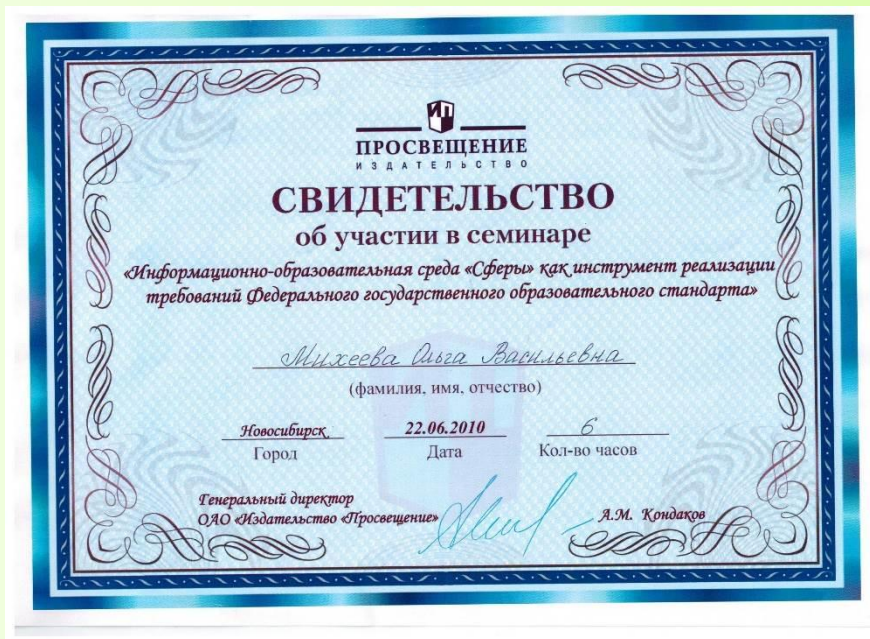 ИП
ПРОСВЕЩЕНИЕ
ИЗДАТЕЛЬСТВО
СВИДЕТЕЛЬСТВО
об участии в семинаре
«Информационно-образовательная среда «Сферы» как инструмент реализации
требований Федерального государственного образовательного стандарта»
Михеева Ольга Васильевна
(фамилия, имя, отчество)
Новосибирск 22.06.2010 6
Город Дата Кол-во часов
Генеральный директор
ОАО «Издательство «Просвещение» А.М. Кондаков